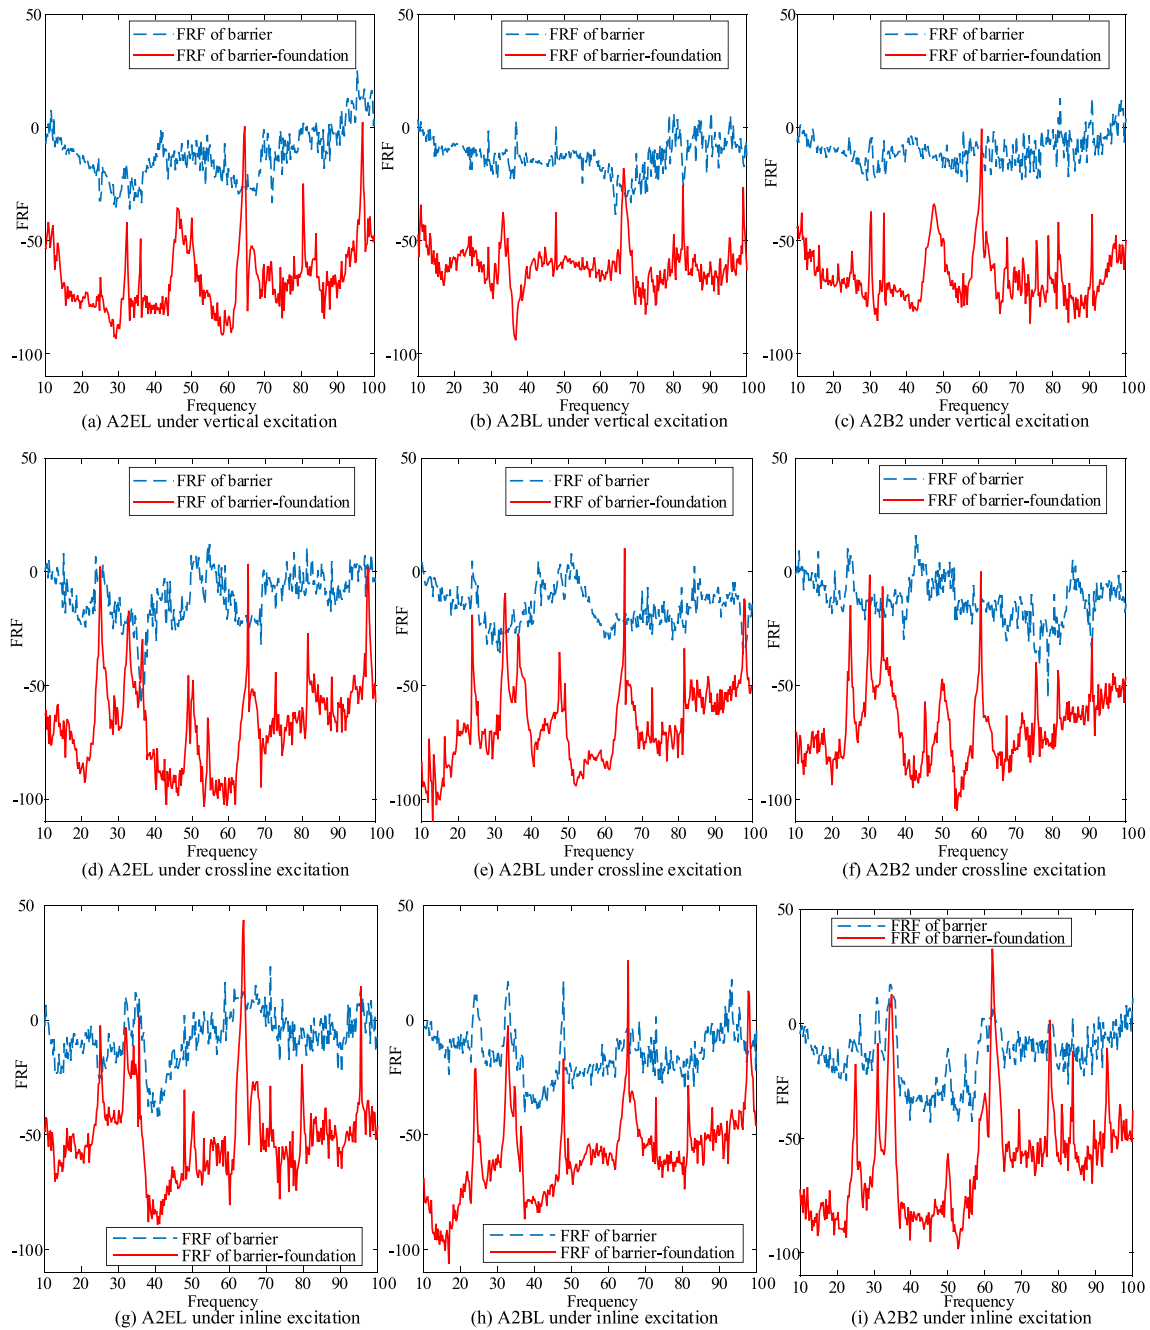 50
0
-50
-100
FRF
FRF of barrier
FRF of barrier-foundation
10 20 30 40 50 60 70 80 90 100
Frequency
(a) A2EL under vertical excitation
50
0
-50
-100
FRF
FRF of barrier
FRF of barrier-foundation
10 20 30 40 50 60 70 80 90 100
Frequency
(b) A2BL under vertical excitation
50
0
-50
-100
FRF
FRF of barrier
FRF of barrier-foundation
10 20 30 40 50 60 70 80 90 100
Frequency
(c) A2B2 under vertical excitation
50
0
-50
-100
FRF
FRF of barrier
FRF of barrier-foundation
10 20 30 40 50 60 70 80 90 100
Frequency
(d) A2EL under crossline excitation
50
0
-50
-100
FRF
FRF of barrier
FRF of barrier-foundation
10 20 30 40 50 60 70 80 90 100
Frequency
(e) A2BL under crossline excitation
50
0
-50
-100
FRF
FRF of barrier
FRF of barrier-foundation
10 20 30 40 50 60 70 80 90 100
Frequency
(f) A2B2 under crossline excitation
50
0
-50
-100
FRF
FRF of barrier
FRF of barrier-foundation
10 20 30 40 50 60 70 80 90 100
Frequency
(g) A2EL under inline excitation
50
0
-50
-100
FRF
FRF of barrier
FRF of barrier-foundation
10 20 30 40 50 60 70 80 90 100
Frequency
(h) A2BL under inline excitation
50
0
-50
-100
FRF
FRF of barrier
FRF of barrier-foundation
10 20 30 40 50 60 70 80 90 100
Frequency
(i) A2B2 under inline excitation